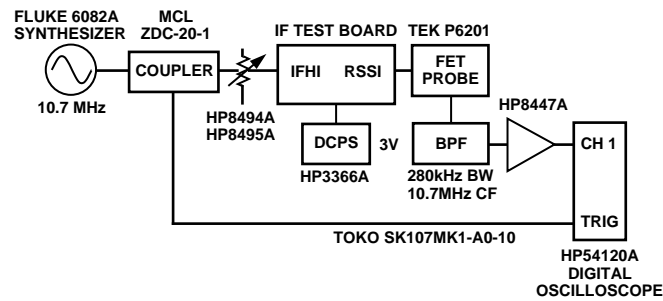 FLUKE 6082A
SYNTHESIZER
10.7 MHz
MCL
ZDC-20-1
COUPLER
HP8494A
HP8495A
IF TEST BOARD
IFHI RSSI
DCPS
3V
HP3366A
TEK P6201
FET
PROBE
BPF
280kHz BW
10.7MHz CF
HP8447A
CH 1
TRIG
TOKO SK107MK1-A0-10
HP54120A
DIGITAL
OSCILLOSCOPE